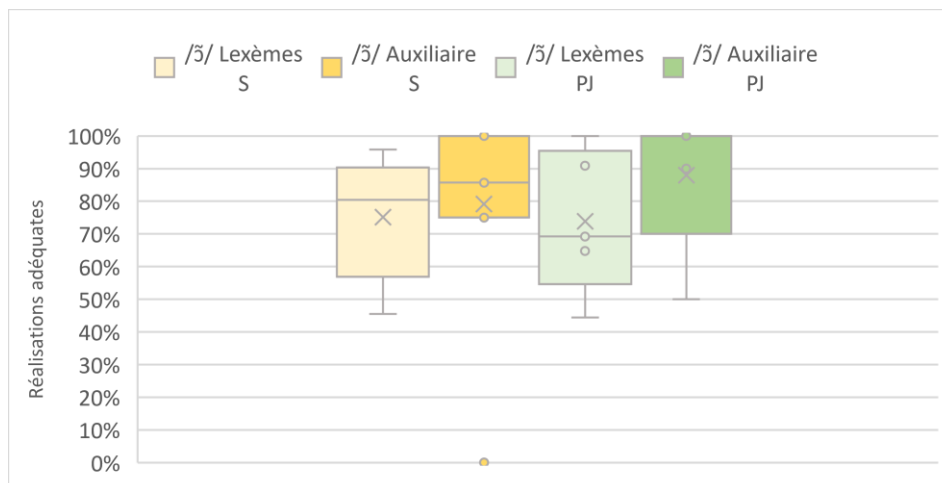 /ɔ̃/ Lexèmes S
/ɔ̃/ Auxiliaire S
/ɔ̃/ Lexèmes PJ
/ɔ̃/ Auxiliaire PJ
Réalisations adéquates
100%
90%
80%
70%
60%
50%
40%
30%
20%
10%
0%